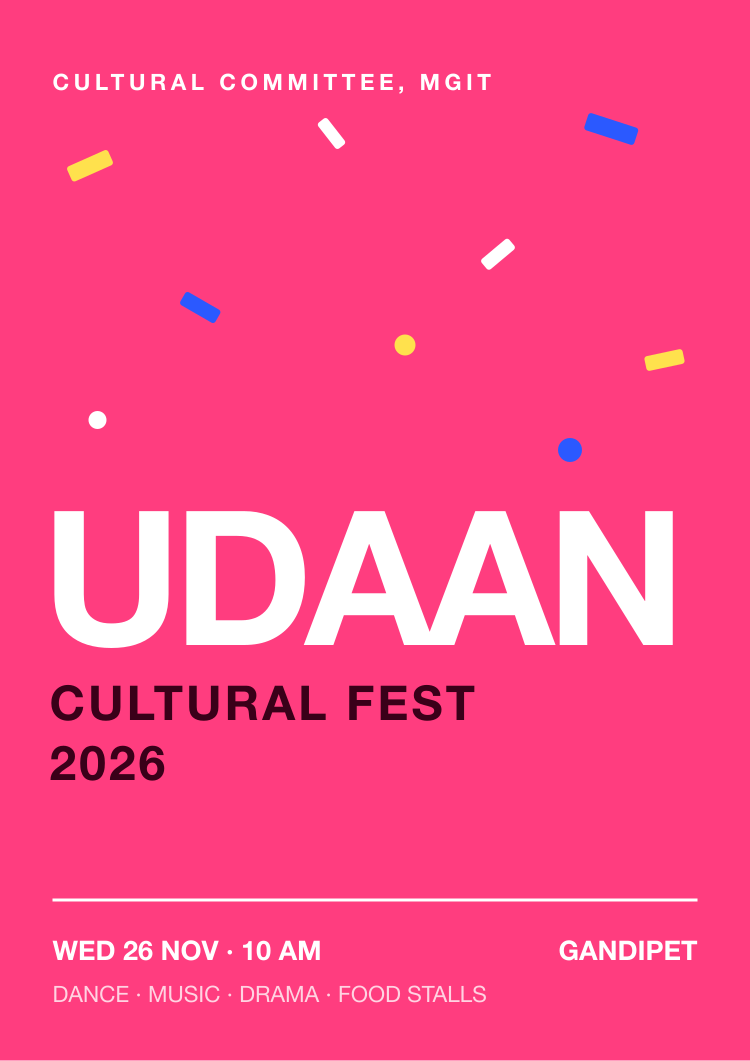 CULTURAL COMMITTEE, MGIT
UDAAN
CULTURAL FEST
2026
WED 26 NOV · 10 AM
GANDIPET
DANCE · MUSIC · DRAMA · FOOD STALLS